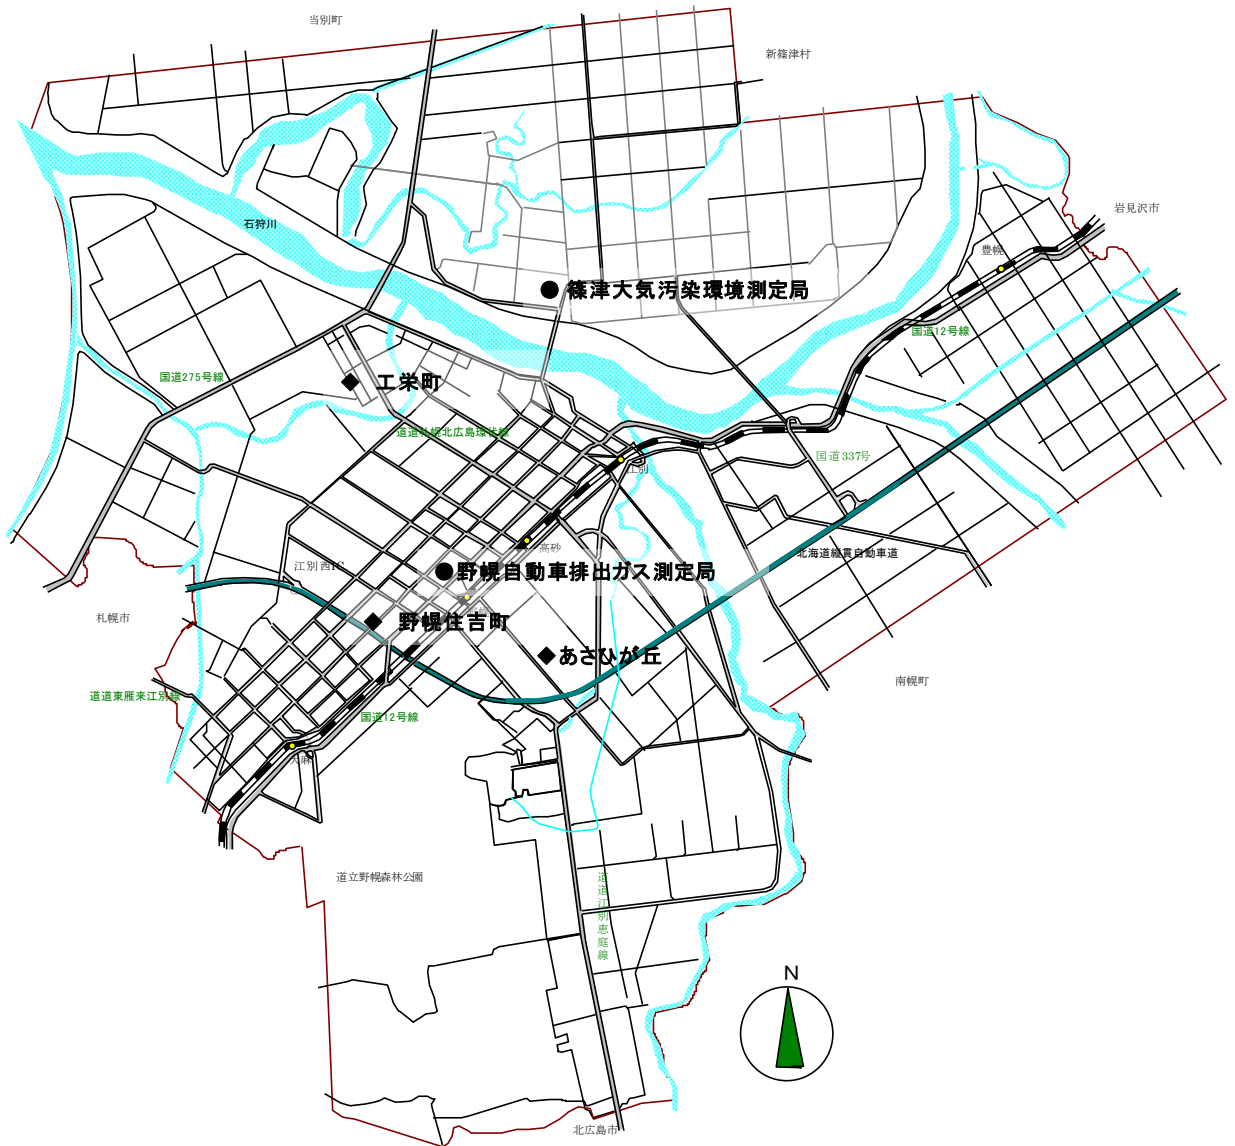 当別町
新篠津村
岩見沢市
石狩川
豊幌
篠津大気汚染環境測定局
国道12号線
国道275号線
工栄町
道道札幌北広島環状線
国道337号
江別
高砂
北海道縦貫自動車道
江別西IC
野幌自動車排出ガス測定局
札幌市
野幌住吉町
あさひが丘
南幌町
道道東雁来江別線
国道12号線
大麻
道立野幌森林公園
道道江別恵庭線
N
北広島市